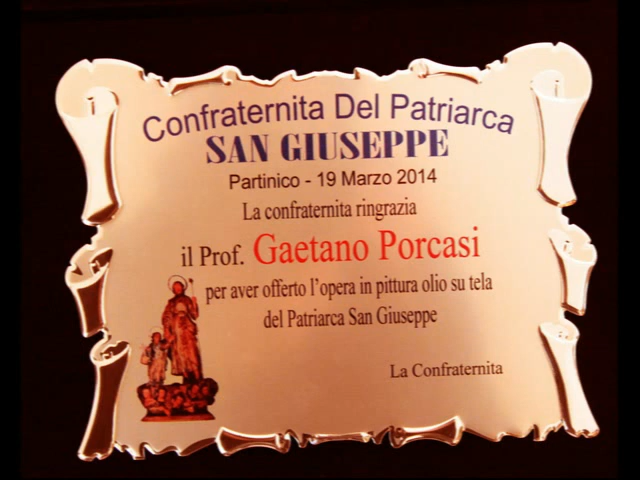 Confraternita Del Patriarca
SAN GIUSEPPE
Partinico - 19 Marzo 2014
La confraternita ringrazia
il Prof. Gaetano Porcasi
per aver offerto l'opera in pittura olio su tela
del Patriarca San Giuseppe
La Confraternita